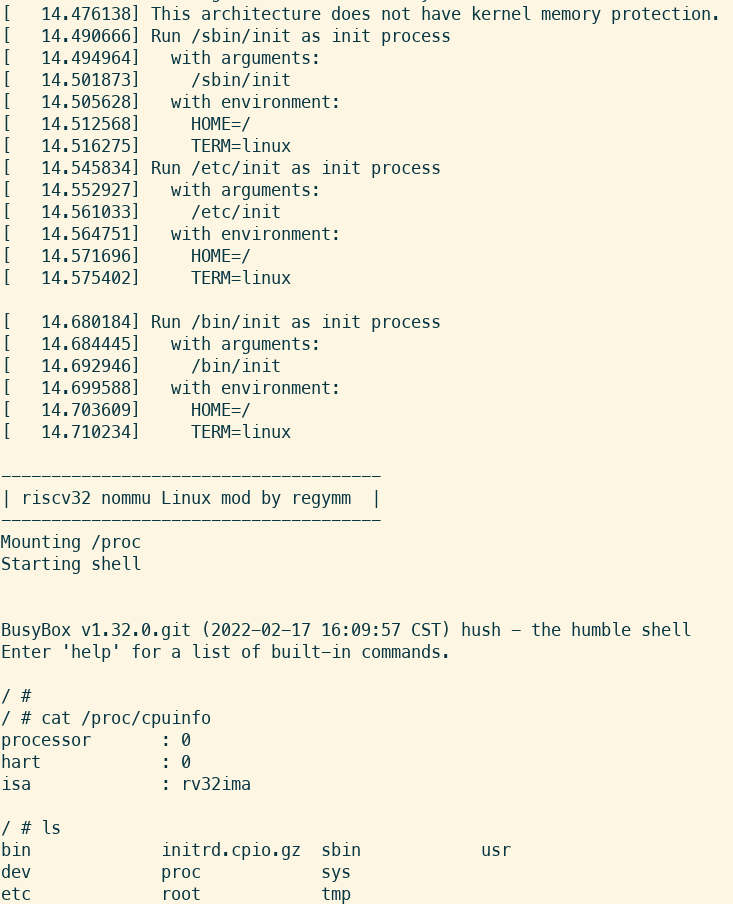 [   14.476138] This architecture does not have kernel memory protection.
[   14.490666] Run /sbin/init as init process
[   14.494964]   with arguments:
[   14.501873]     /sbin/init
[   14.505628]   with environment:
[   14.512568]     HOME=/
[   14.516275]     TERM=linux
[   14.545834] Run /etc/init as init process
[   14.552927]   with arguments:
[   14.561033]     /etc/init
[   14.564751]   with environment:
[   14.571696]     HOME=/
[   14.575402]     TERM=linux
[   14.680184] Run /bin/init as init process
[   14.684445]   with arguments:
[   14.692946]     /bin/init
[   14.699588]   with environment:
[   14.703609]     HOME=/
[   14.710234]     TERM=linux
--------------------------------------
| riscv32 nommu Linux mod by regymm  |
--------------------------------------
Mounting /proc
Starting shell
BusyBox v1.32.0.git (2022-02-17 16:09:57 CST) hush - the humble shell
Enter 'help' for a list of built-in commands.
/ #
/ # cat /proc/cpuinfo
processor       : 0
hart            : 0
isa             : rv32ima
/ # ls
bin             initrd.cpio.gz  sbin            usr
dev             proc            sys
etc             root            tmp